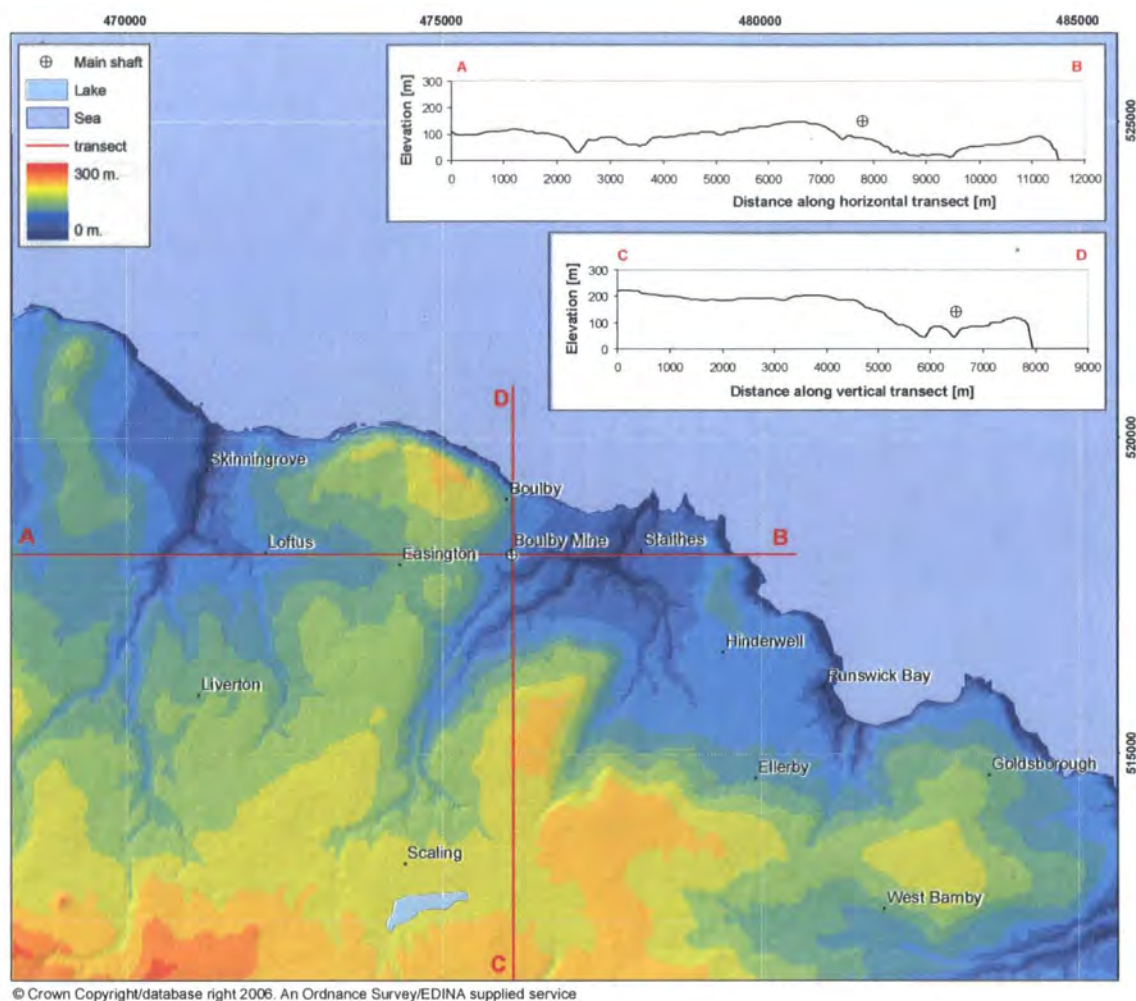 470000 475000 480000 485000
Main shaft
Lake
Sea
transect
300 m.
0 m.
A B
Elevation [m]
300
200
100
0
0 1000 2000 3000 4000 5000 6000 7000 8000 9000 10000 11000 12000
Distance along horizontal transect [m]
C D
Elevation [m]
300
200
100
0
0 1000 2000 3000 4000 5000 6000 7000 8000 9000
Distance along vertical transect [m]
525000
520000
515000
D
Skinningrove
Boulby
A Loftus Easington Boulby Mine Staithes B
Hinderwell
Liverton
Runswick Bay
Ellerby
Goldsborough
Scaling
West Barnby
C
© Crown Copyright/database right 2006. An Ordnance Survey/EDINA supplied service